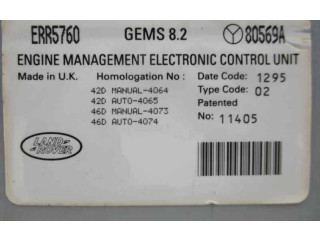 ERR5760 GEMS 8.2 80569A
ENGINE MANAGEMENT ELECTRONIC CONTROL UNIT
Made in U.K. Homologation No: Date Code: 1295
42D MANUAL-4064 Type Code: 02
42D AUTO-4065 Patented
46D MANUAL-4073 No: 11405
46D AUTO-4074
LAND
ROVER